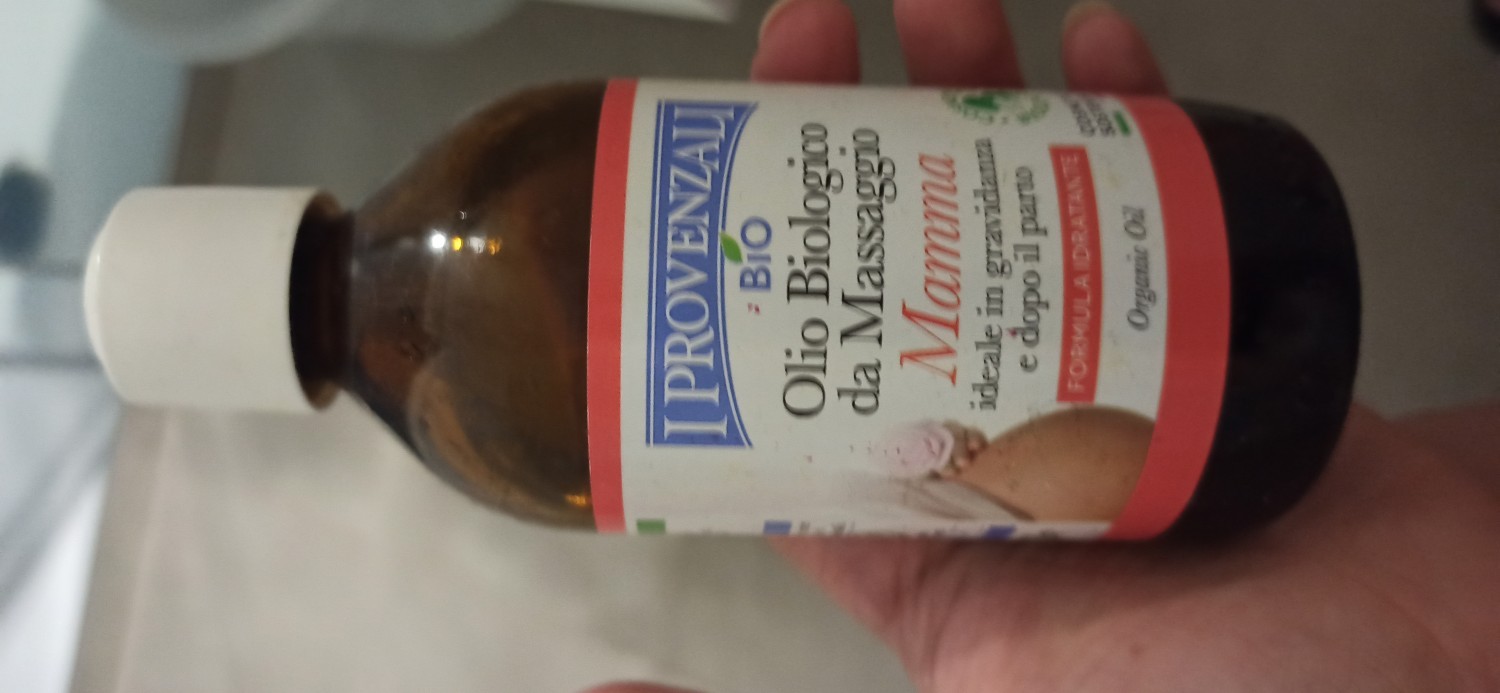 I PROVENZALI
BIO
Olio Biologico
da Massaggio
Mamma
ideale in gravidanza
e dopo il parto
FORMULA IDRATANTE
Organic Oil